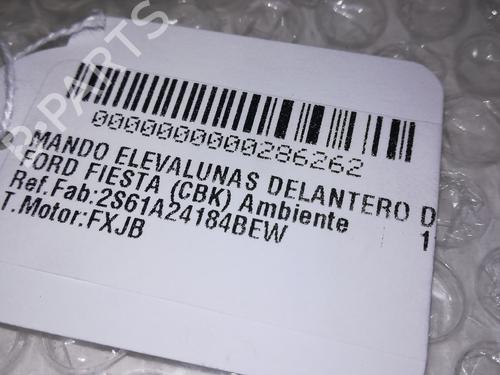 B-PARTS
0000000000286262
MANDO ELEVALUNAS DELANTERO D
FORD FIESTA (CBK) Ambiente 1
Ref.Fab:2S61A24184BEW
T.Motor:FXJB